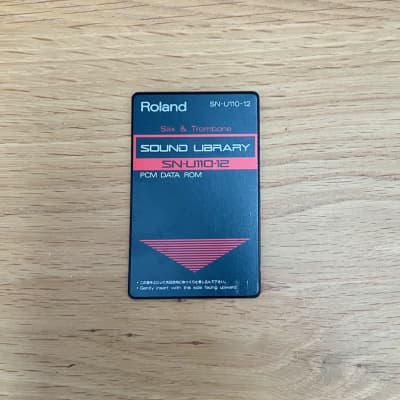 Roland SN-U110-12
Sax & Trombone
SOUND LIBRARY
SN-U110-12
PCM DATA ROM
• Gently insert with this side facing upward